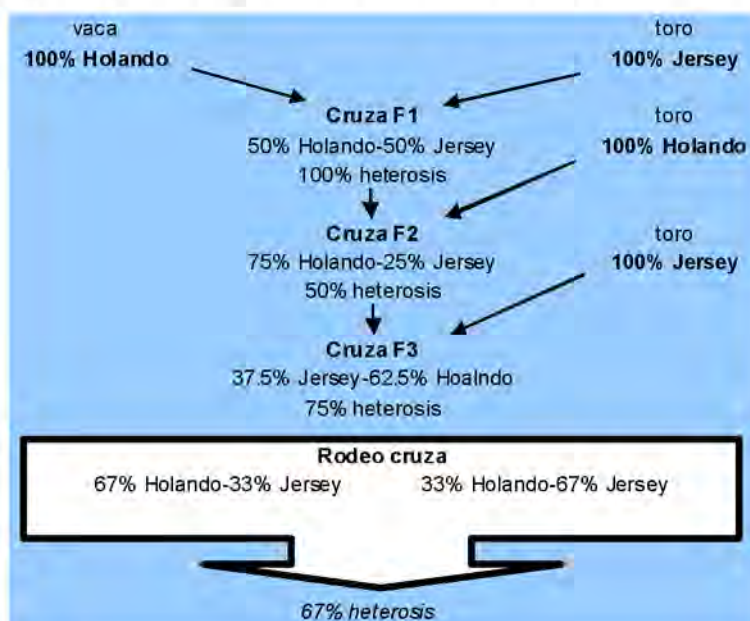 vaca
100% Holando
toro
100% Jersey
Cruza F1
50% Holando-50% Jersey
100% heterosis
toro
100% Holando
Cruza F2
75% Holando-25% Jersey
50% heterosis
toro
100% Jersey
Cruza F3
37.5% Jersey-62.5% Hoalndo
75% heterosis
Rodeo cruza
67% Holando-33% Jersey
33% Holando-67% Jersey
67% heterosis